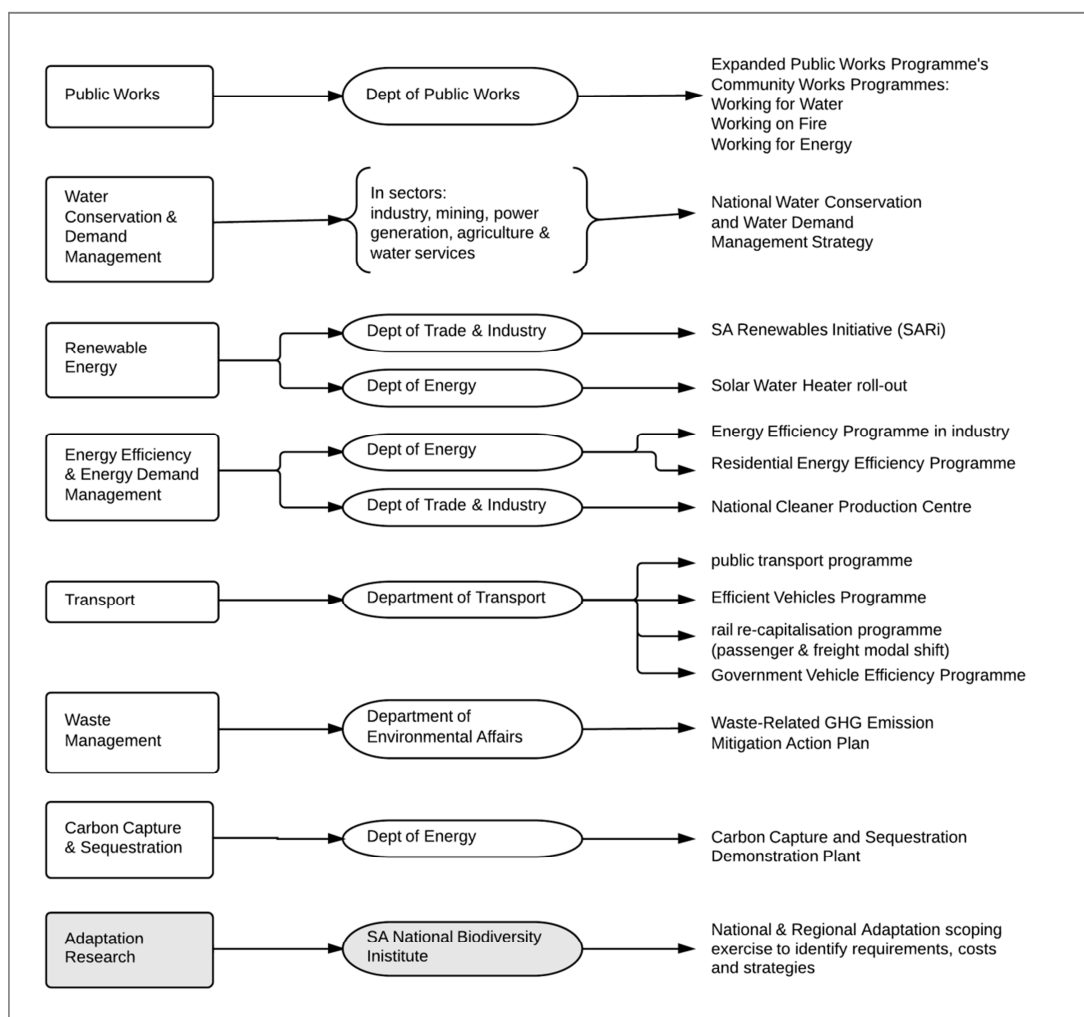 Public Works
Dept of Public Works
Expanded Public Works Programme's
Community Works Programmes:
Working for Water
Working on Fire
Working for Energy
Water
Conservation &
Demand
Management
In sectors:
industry, mining, power
generation, agriculture &
water services
National Water Conservation
and Water Demand
Management Strategy
Renewable
Energy
Dept of Trade & Industry
SA Renewables Initiative (SARi)
Dept of Energy
Solar Water Heater roll-out
Energy Efficiency
& Energy Demand
Management
Dept of Energy
Energy Efficiency Programme in industry
Residential Energy Efficiency Programme
Dept of Trade & Industry
National Cleaner Production Centre
Transport
Department of Transport
public transport programme
Efficient Vehicles Programme
rail re-capitalisation programme
(passenger & freight modal shift)
Government Vehicle Efficiency Programme
Waste
Management
Department of
Environmental Affairs
Waste-Related GHG Emission
Mitigation Action Plan
Carbon Capture
& Sequestration
Dept of Energy
Carbon Capture and Sequestration
Demonstration Plant
Adaptation
Research
SA National Biodiversity
Inistitute
National & Regional Adaptation scoping
exercise to identify requirements, costs
and strategies